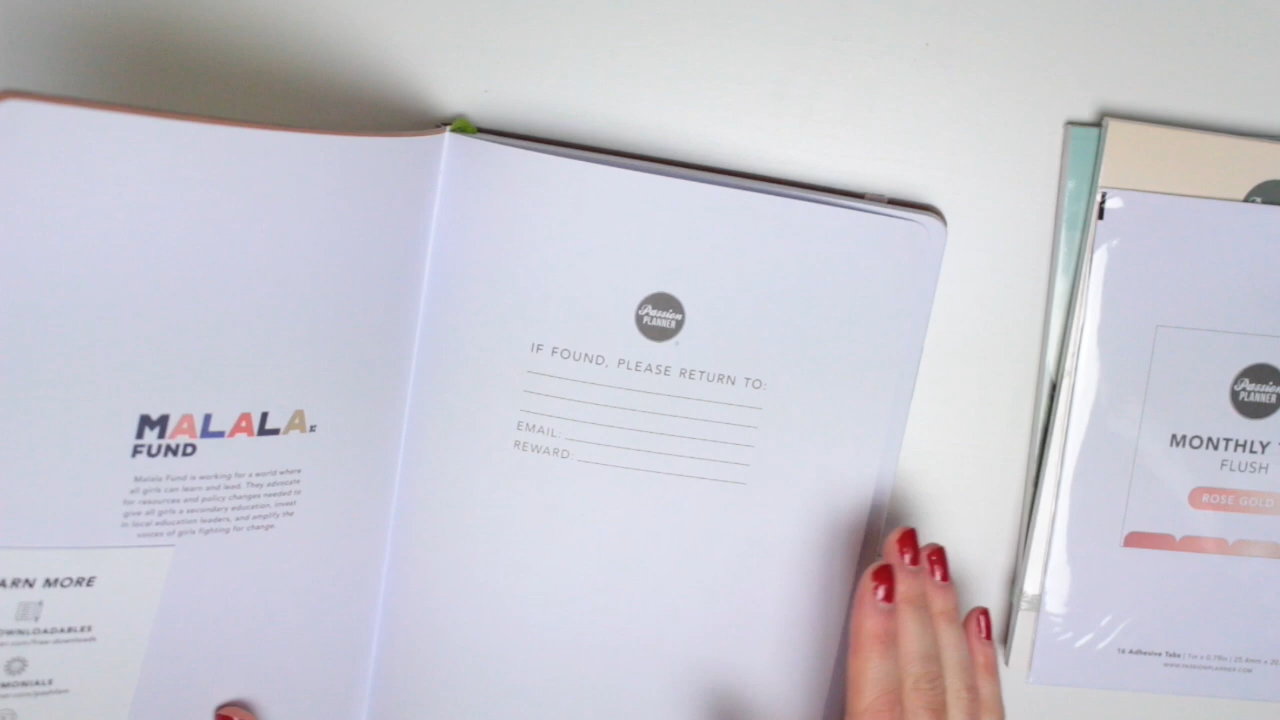 MALALA
FUND
Malala Fund is working for a world where
all girls can learn and lead. They advocate
for resources and policy changes needed to
give all girls a secondary education, invest
in local education leaders, and amplify the
voices of girls fighting for change.
ARN MORE
OWNLOADABLES
MONIALS
Passion
PLANNER
IF FOUND, PLEASE RETURN TO:
EMAIL:
REWARD:
Passion
PLANNER
MONTHLY
FLUSH
ROSE GOLD
16 Adhesive Tabs
WWW.PASSIONPLANNER.COM